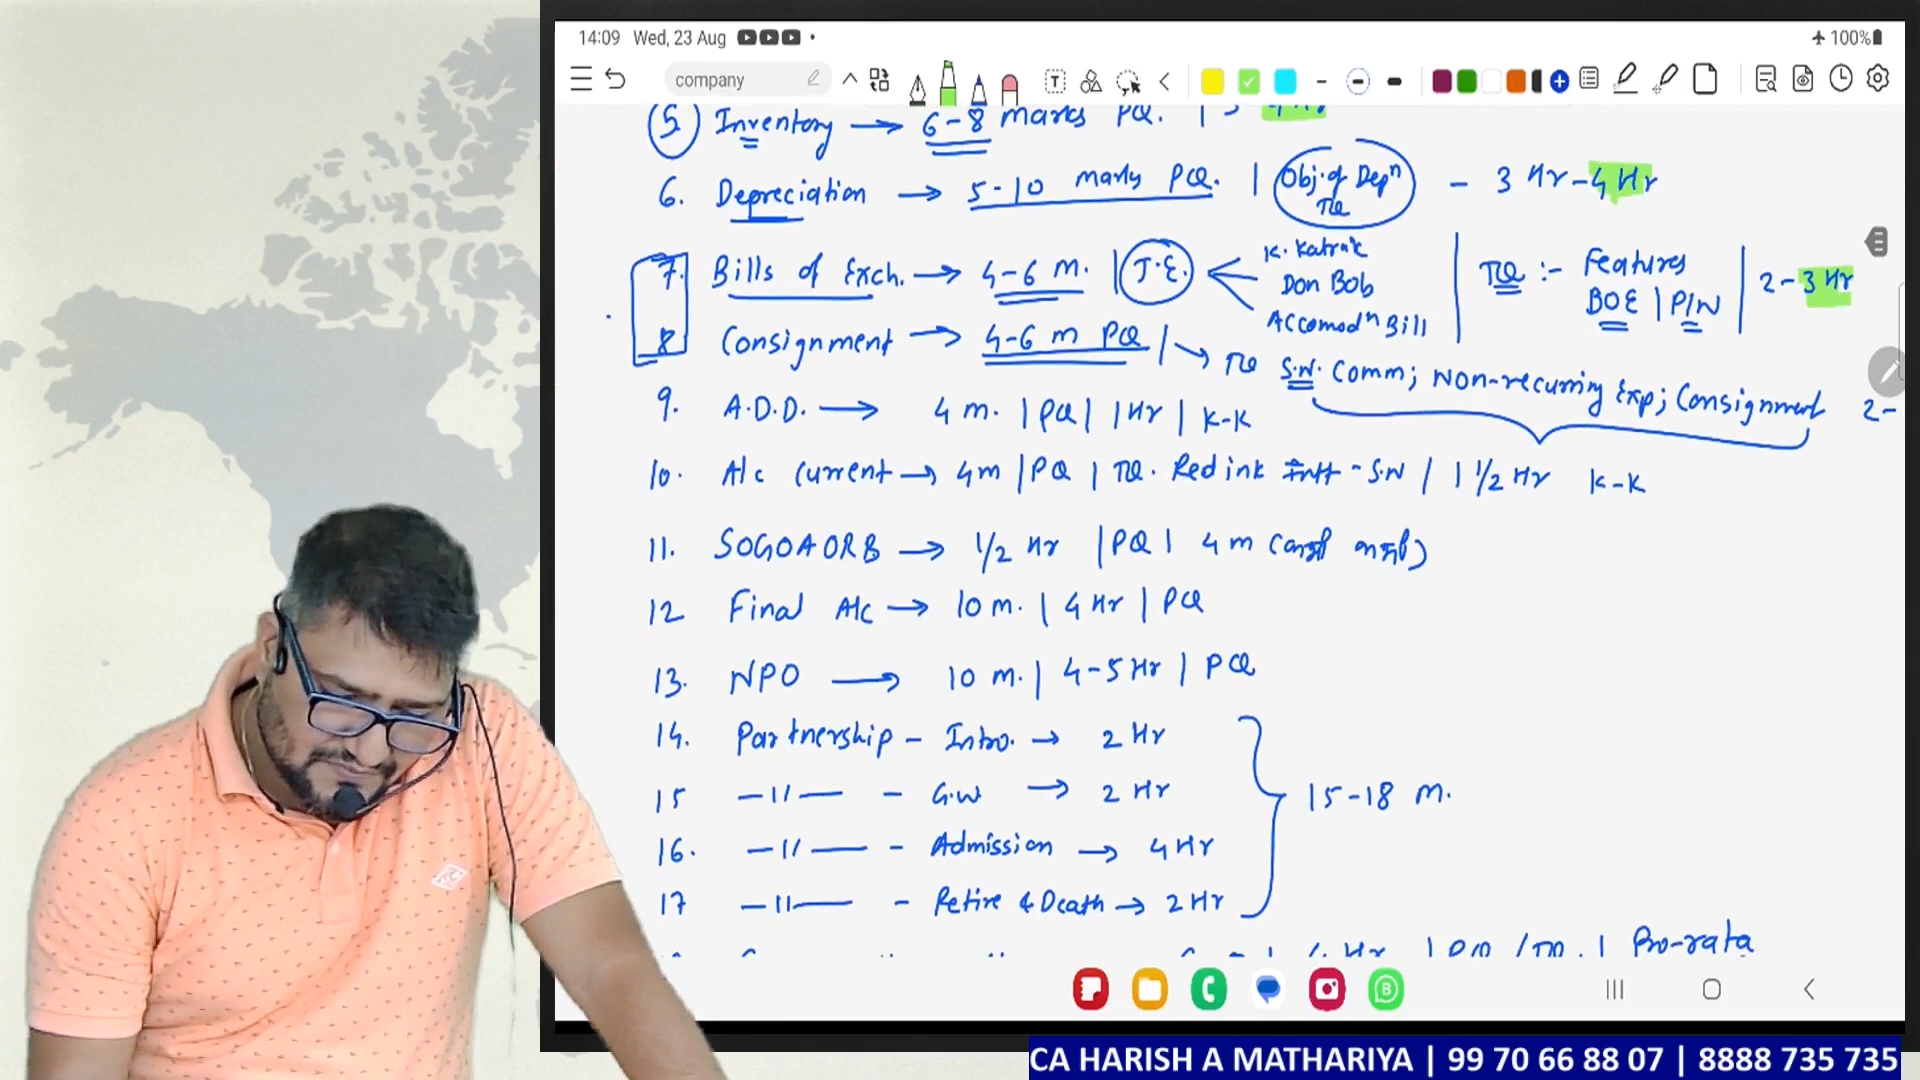 14:09 Wed, 23 Aug
100%
company
5. Inventory → 6-8 marks PQ. |
6. Depreciation → 5-10 marks PQ. | Obj. of Depn TQ - 3 Hr-4 Hr
7. Bills of Exch. → 4-6 m. | J.E. K. Katrak Don Bob Accomodn Bill | TQ :- Features BOE | P/N | 2-3 Hr
8 Consignment → 4-6 m PQ | → TQ S.N. Comm; Non-recurring Exp; Consignment 2-
9. A.D.D. → 4 m. | PQ | 1 Hr | K-K
10. A/c Current → 4m | PQ | TQ. Red ink Intt - S.N / 1 1/2 Hr K-K
11. SOGOAORB → 1/2 Hr | PQ | 4 m
12 Final A/c → 10 m. | 4 Hr | PQ
13. NPO → 10 m. | 4-5 Hr | PQ
14. Partnership - Intro. → 2 Hr
15 —11— - G.W → 2 Hr 15-18 m.
16. —11— - Admission → 4 Hr
17 —11— - Retire & Death → 2 Hr
Pro-rata
CA HARISH A MATHARIYA | 99 70 66 88 07 | 8888 735 735